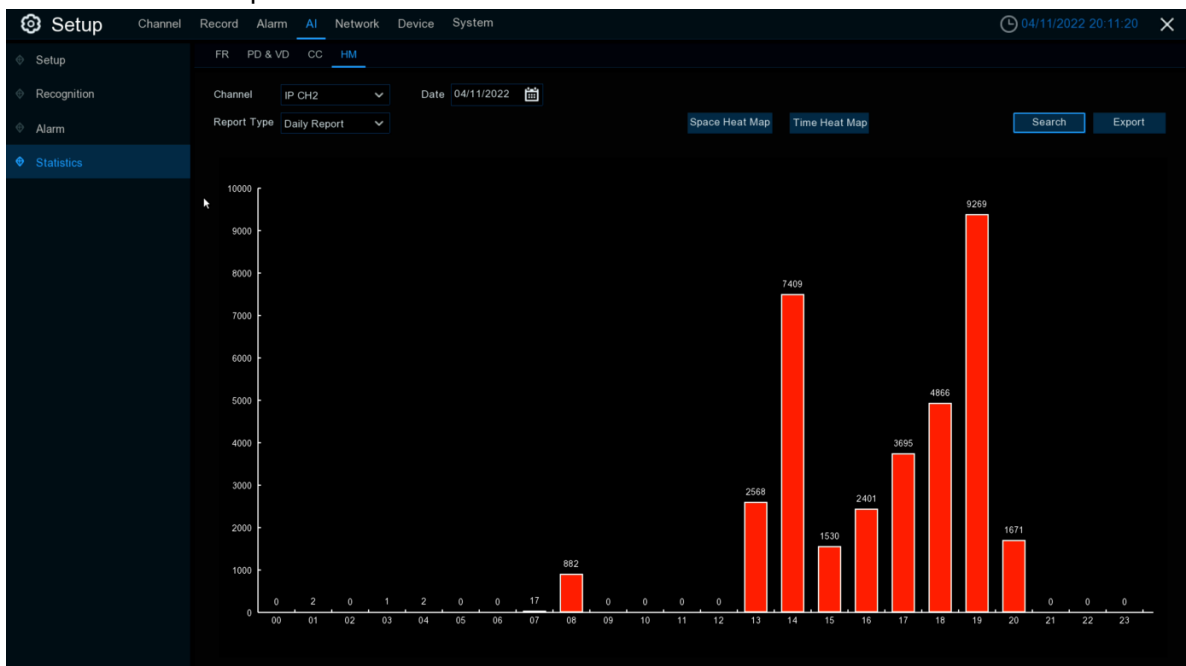 Setup Channel Record Alarm AI Network Device System 04/11/2022 20:11:20
Setup
Recognition
Alarm
Statistics
FR PD & VD CC HM
Channel IP CH2 Date 04/11/2022
Report Type Daily Report Space Heat Map Time Heat Map Search Export
10000
9000
8000
7000
6000
5000
4000
3000
2000
1000
0
0 2 0 1 2 0 0 17 882 0 0 0 0 2568 7409 1530 2401 3695 4866 9269 1671 0 0 0
00 01 02 03 04 05 06 07 08 09 10 11 12 13 14 15 16 17 18 19 20 21 22 23